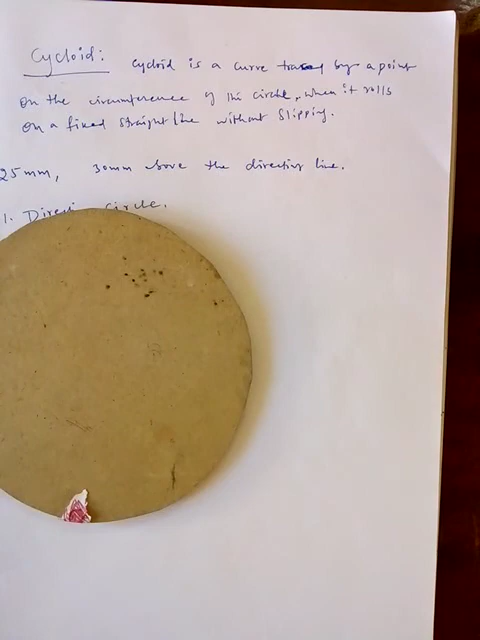 Cycloid: Cycloid is a curve traced by a point
on the circumference of the circle, when it rolls
on a fixed straight line without slipping.
25mm, 30mm above the directing line.
1. Circle.